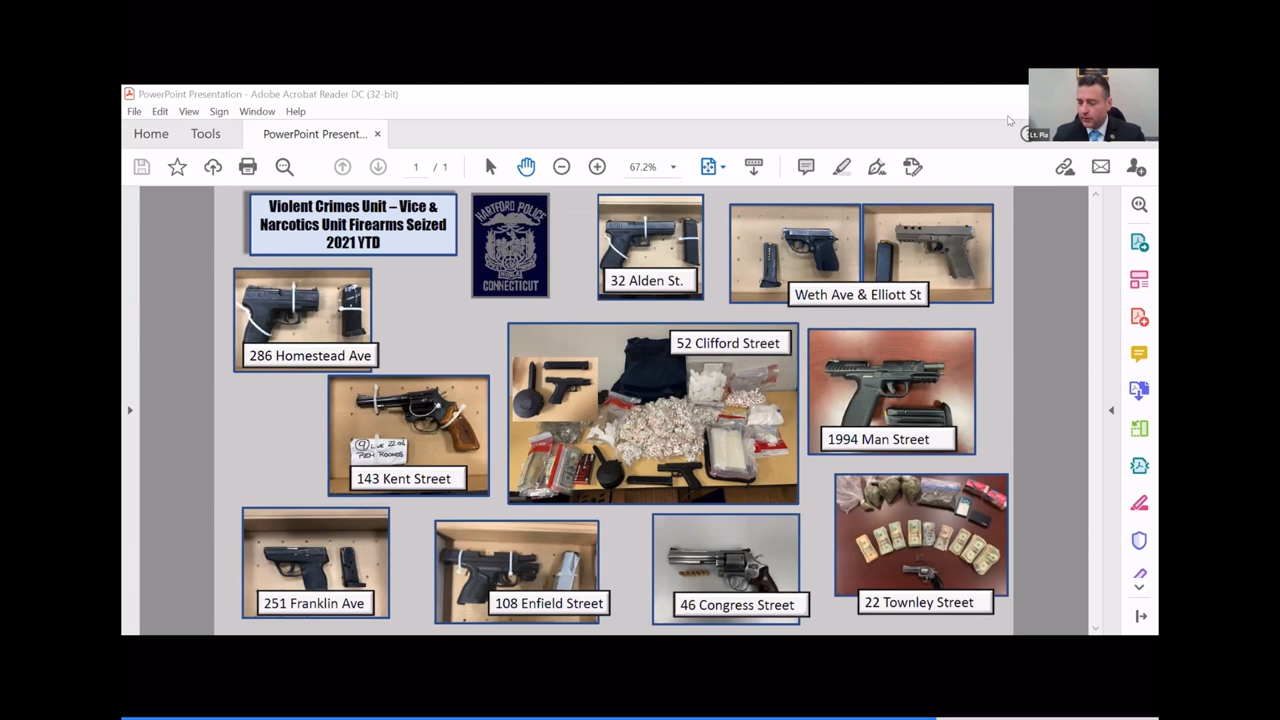 PowerPoint Presentation - Adobe Acrobat Reader DC (32-bit)
File Edit View Sign Window Help
Home Tools PowerPoint Present... ×
1 / 1 67.2%
Lt. Pia
Violent Crimes Unit – Vice &
Narcotics Unit Firearms Seized
2021 YTD
HARTFORD POLICE
CONNECTICUT
32 Alden St.
Weth Ave & Elliott St
286 Homestead Ave
52 Clifford Street
1994 Man Street
143 Kent Street
251 Franklin Ave
108 Enfield Street
46 Congress Street
22 Townley Street